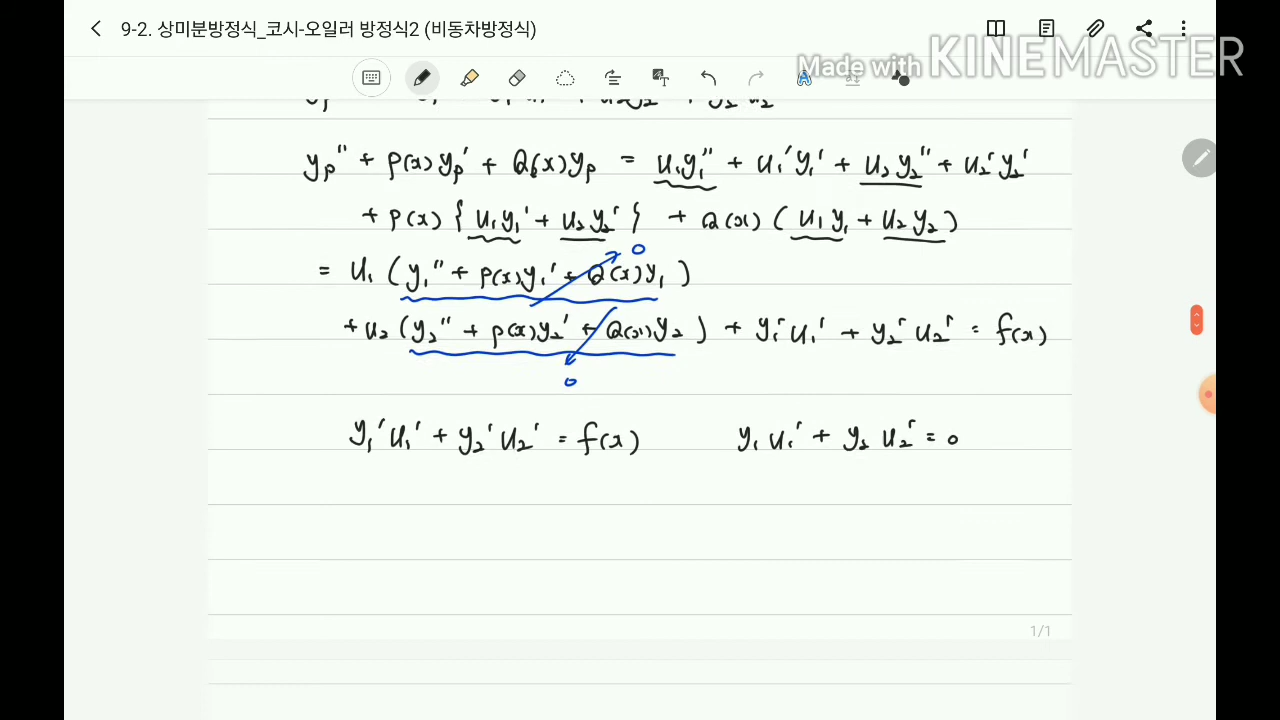 9-2. 상미분방정식_코시-오일러 방정식2 (비동차방정식)
Made with KINEMASTER
yp" + p(x)yp' + Q(x)yp = u₁y₁" + u₁'y₁' + u₂y₂" + u₂'y₂'
+ p(x) { u₁y₁' + u₂y₂' } + Q(x) ( u₁y₁ + u₂y₂ )
0
= u₁ ( y₁" + p(x)y₁' + Q(x)y₁ )
+ u₂ ( y₂" + p(x)y₂' + Q(x)y₂ ) + y₁'u₁' + y₂'u₂' = f(x)
0
y₁'u₁' + y₂'u₂' = f(x) y₁u₁' + y₂u₂' = 0
1/1